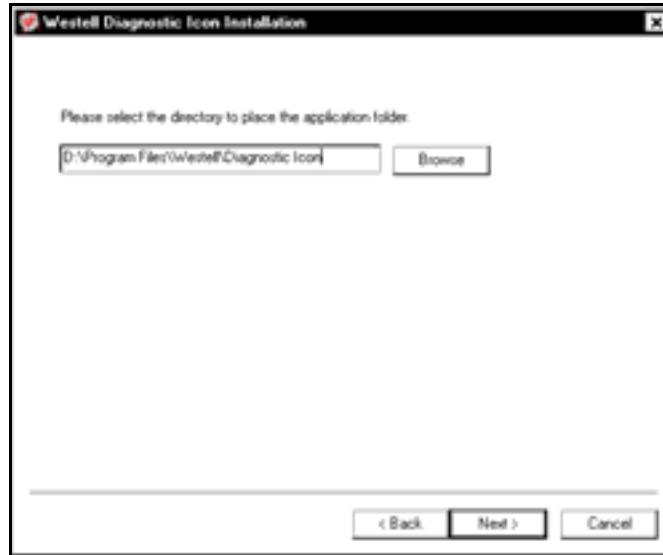 Westell Diagnostic Icon Installation
Please select the directory to place the application folder.
D:\Program Files\Westell\Diagnostic Icon
Browse
< Back
Next >
Cancel